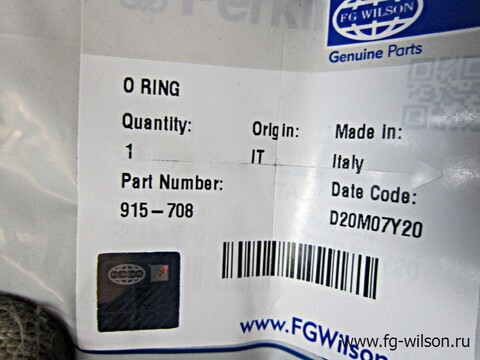 Perkin
FG WILSON
Genuine Parts
O RING
Quantity:
1
Origin:
IT
Made in:
Italy
Part Number:
915-708
Date Code:
D20M07Y20
www.FGWilson
www.fg-wilson.ru